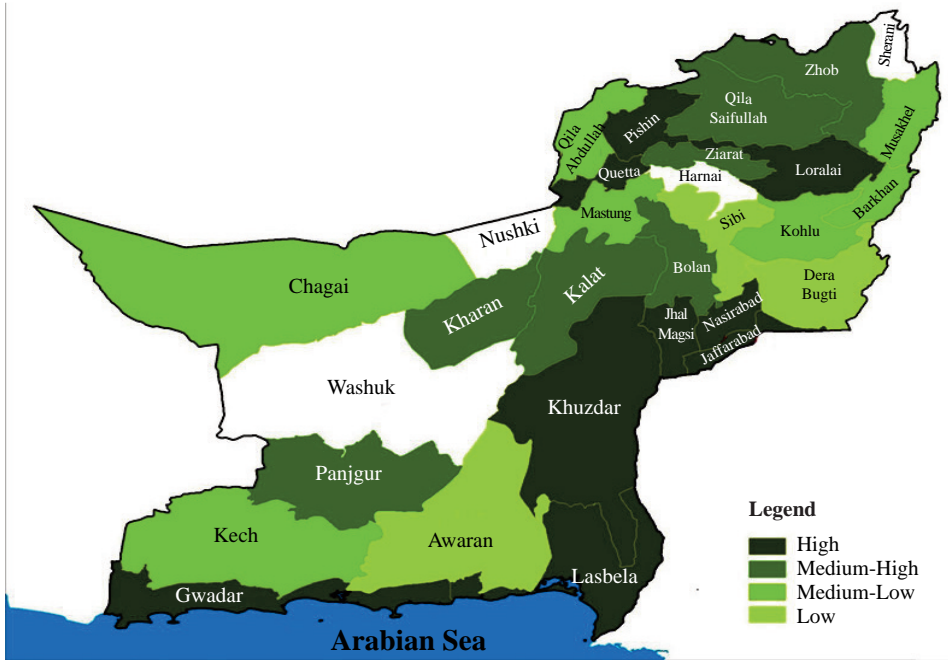 Sherani
Zhob
Qila
Saifullah
Musakhel
Qila
Abdullah
Pishin
Ziarat
Loralai
Quetta
Harnai
Barkhan
Mastung
Sibi
Kohlu
Nushki
Chagai
Kalat
Bolan
Dera
Bugti
Kharan
Nasirabad
Jhal
Magsi
Jaffarabad
Washuk
Khuzdar
Panjgur
Kech
Awaran
Lasbela
Gwadar
Arabian Sea
Legend
High
Medium-High
Medium-Low
Low